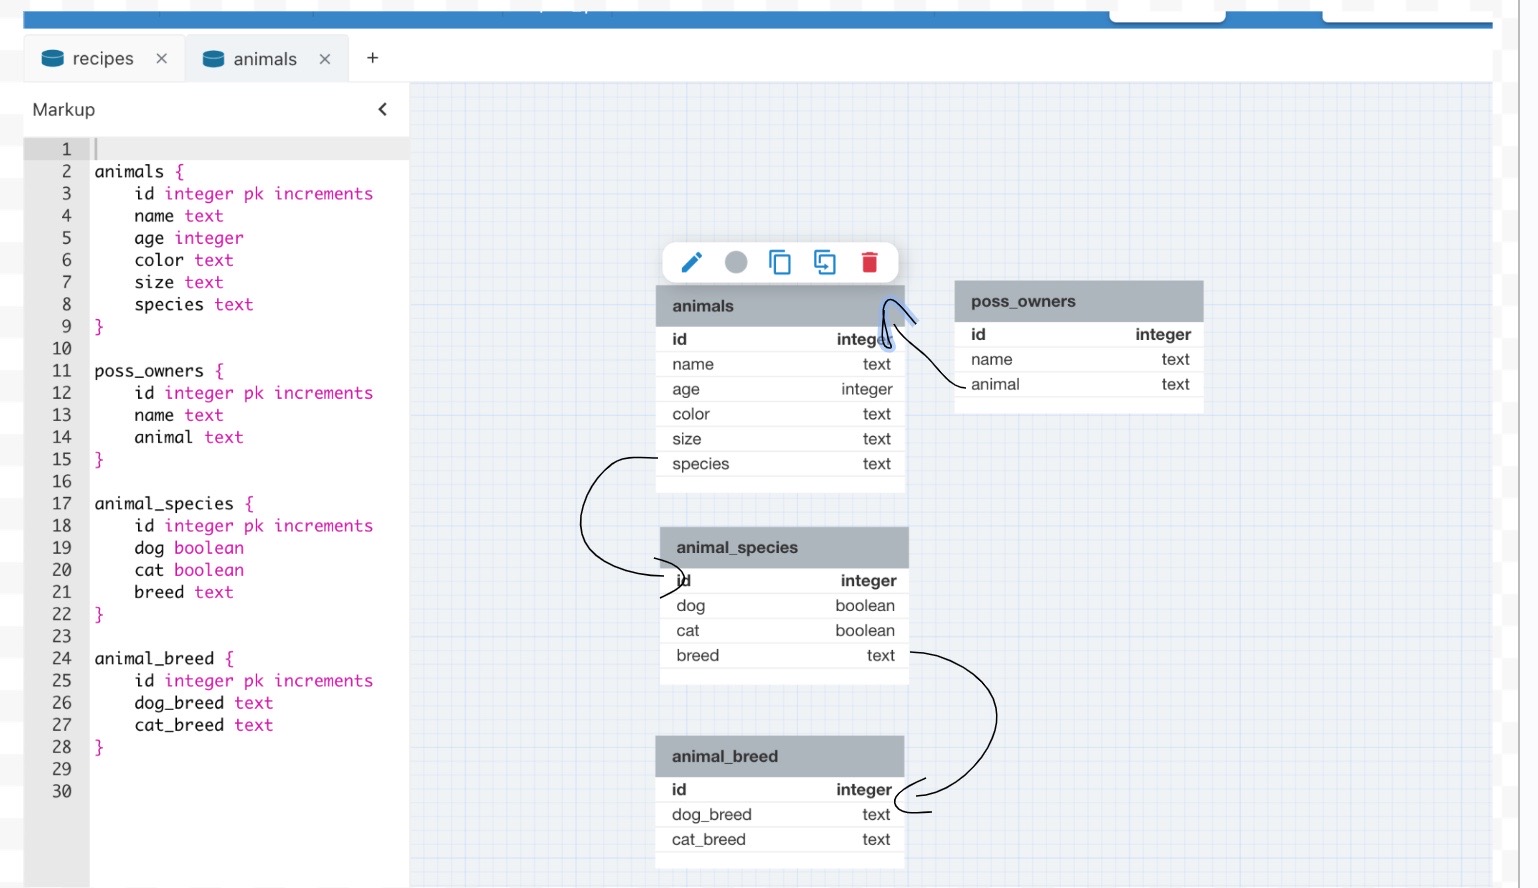 recipes
animals
+
Markup
1
2 animals {
3 id integer pk increments
4 name text
5 age integer
6 color text
7 size text
8 species text
9 }
10
11 poss_owners {
12 id integer pk increments
13 name text
14 animal text
15 }
16
17 animal_species {
18 id integer pk increments
19 dog boolean
20 cat boolean
21 breed text
22 }
23
24 animal_breed {
25 id integer pk increments
26 dog_breed text
27 cat_breed text
28 }
29
30
animals
id integer
name text
age integer
color text
size text
species text
poss_owners
id integer
name text
animal text
animal_species
id integer
dog boolean
cat boolean
breed text
animal_breed
id integer
dog_breed text
cat_breed text